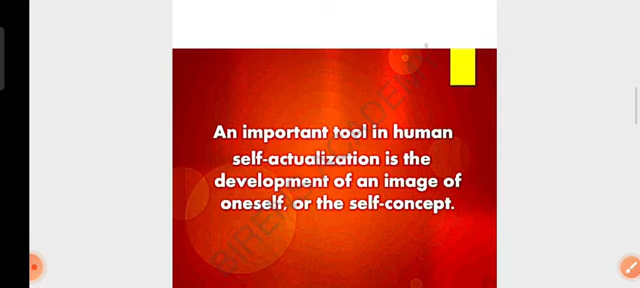 An important tool in human
self-actualization is the
development of an image of
oneself, or the self-concept.